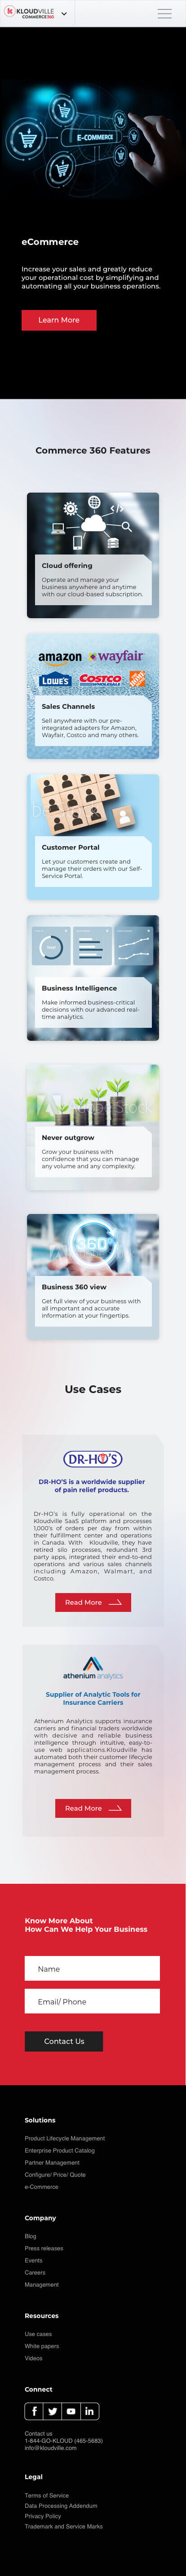 KLOUDVILLE
COMMERCE360
E-COMMERCE
eCommerce
Increase your sales and greatly reduce
your operational cost by simplifying and
automating all your business operations.
Learn More
Commerce 360 Features
Cloud offering
Operate and manage your
business anywhere and anytime
with our cloud-based subscription.
amazon wayfair
LOWE'S COSTCO WHOLESALE THE HOME DEPOT
Sales Channels
Sell anywhere with our pre-
integrated adapters for Amazon,
Wayfair, Costco and many others.
Customer Portal
Let your customers create and
manage their orders with our Self-
Service Portal.
Business Intelligence
Make informed business-critical
decisions with our advanced real-
time analytics.
Never outgrow
Grow your business with
confidence that you can manage
any volume and any complexity.
360
Business 360 view
Get full view of your business with
all important and accurate
information at your fingertips.
Use Cases
DR-HO'S
DR-HO'S is a worldwide supplier
of pain relief products.
Dr-Ho's is fully operational on the
Kloudville SaaS platform and processes
1,000's of orders per day from within
their fulfillment center and operations
in Canada. With Kloudville, they have
retired silo processes, redundant 3rd
party apps, integrated their end-to-end
operations and various sales channels
including Amazon, Walmart, and
Costco.
Read More
athenium analytics
Supplier of Analytic Tools for
Insurance Carriers
Athenium Analytics supports insurance
carriers and financial traders worldwide
with decisive and reliable business
intelligence through intuitive, easy-to-
use web applications.Kloudville has
automated both their customer lifecycle
management process and their sales
management process.
Read More
Know More About
How Can We Help Your Business
Name
Email/ Phone
Contact Us
Solutions
Product Lifecycle Management
Enterprise Product Catalog
Partner Management
Configure/ Price/ Quote
e-Commerce
Company
Blog
Press releases
Events
Careers
Management
Resources
Use cases
White papers
Videos
Connect
Contact us
1-844-GO-KLOUD (465-5683)
info@kloudville.com
Legal
Terms of Service
Data Processing Addendum
Privacy Policy
Trademark and Service Marks